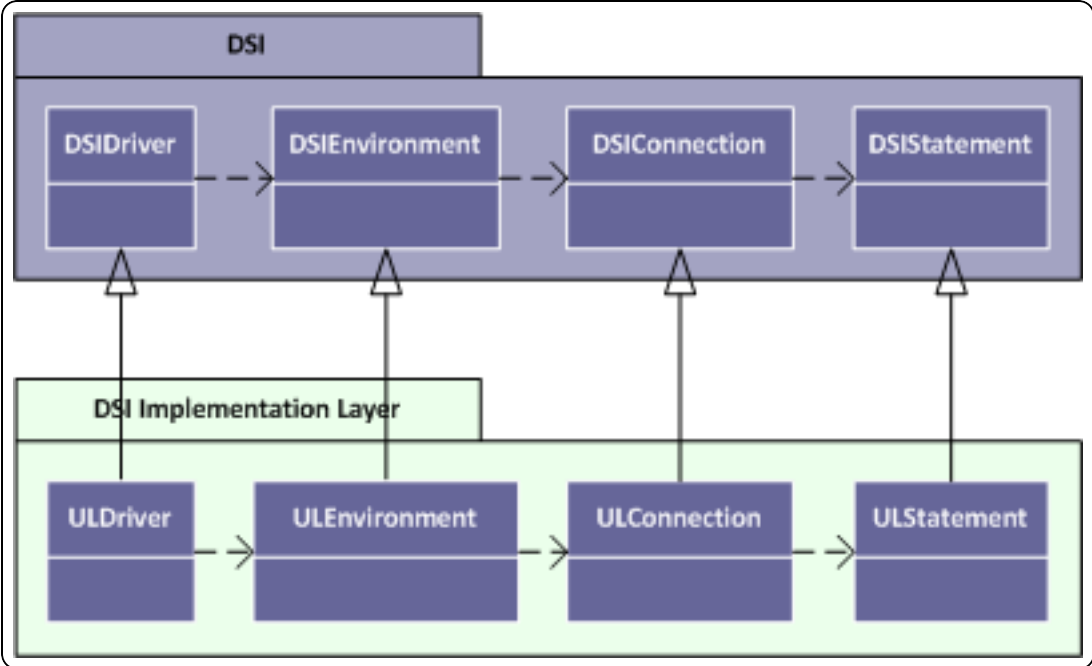 DSI
DSIDriver
DSIEnvironment
DSIConnection
DSIStatement
DSI Implementation Layer
ULDriver
ULEnvironment
ULConnection
ULStatement